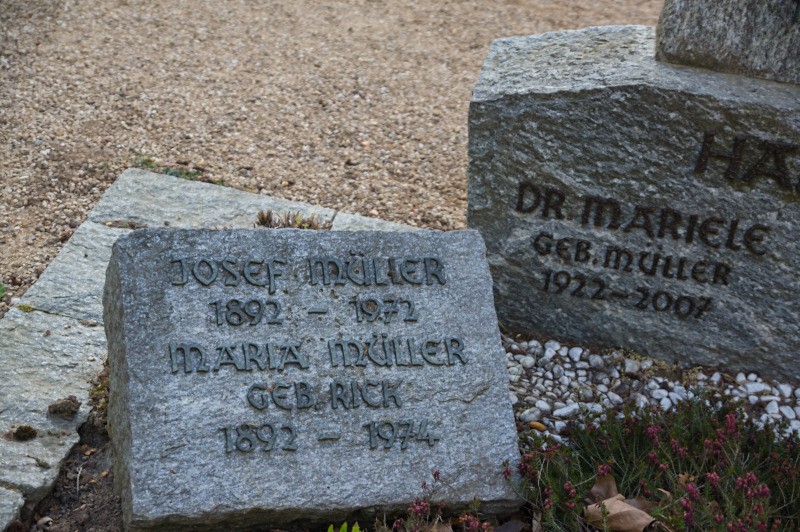 JOSEF MÜLLER
1892 – 1972
MARIA MÜLLER
GEB. RICK
1892 – 1974
DR. MARIELE
GEB. MÜLLER
1922–2007